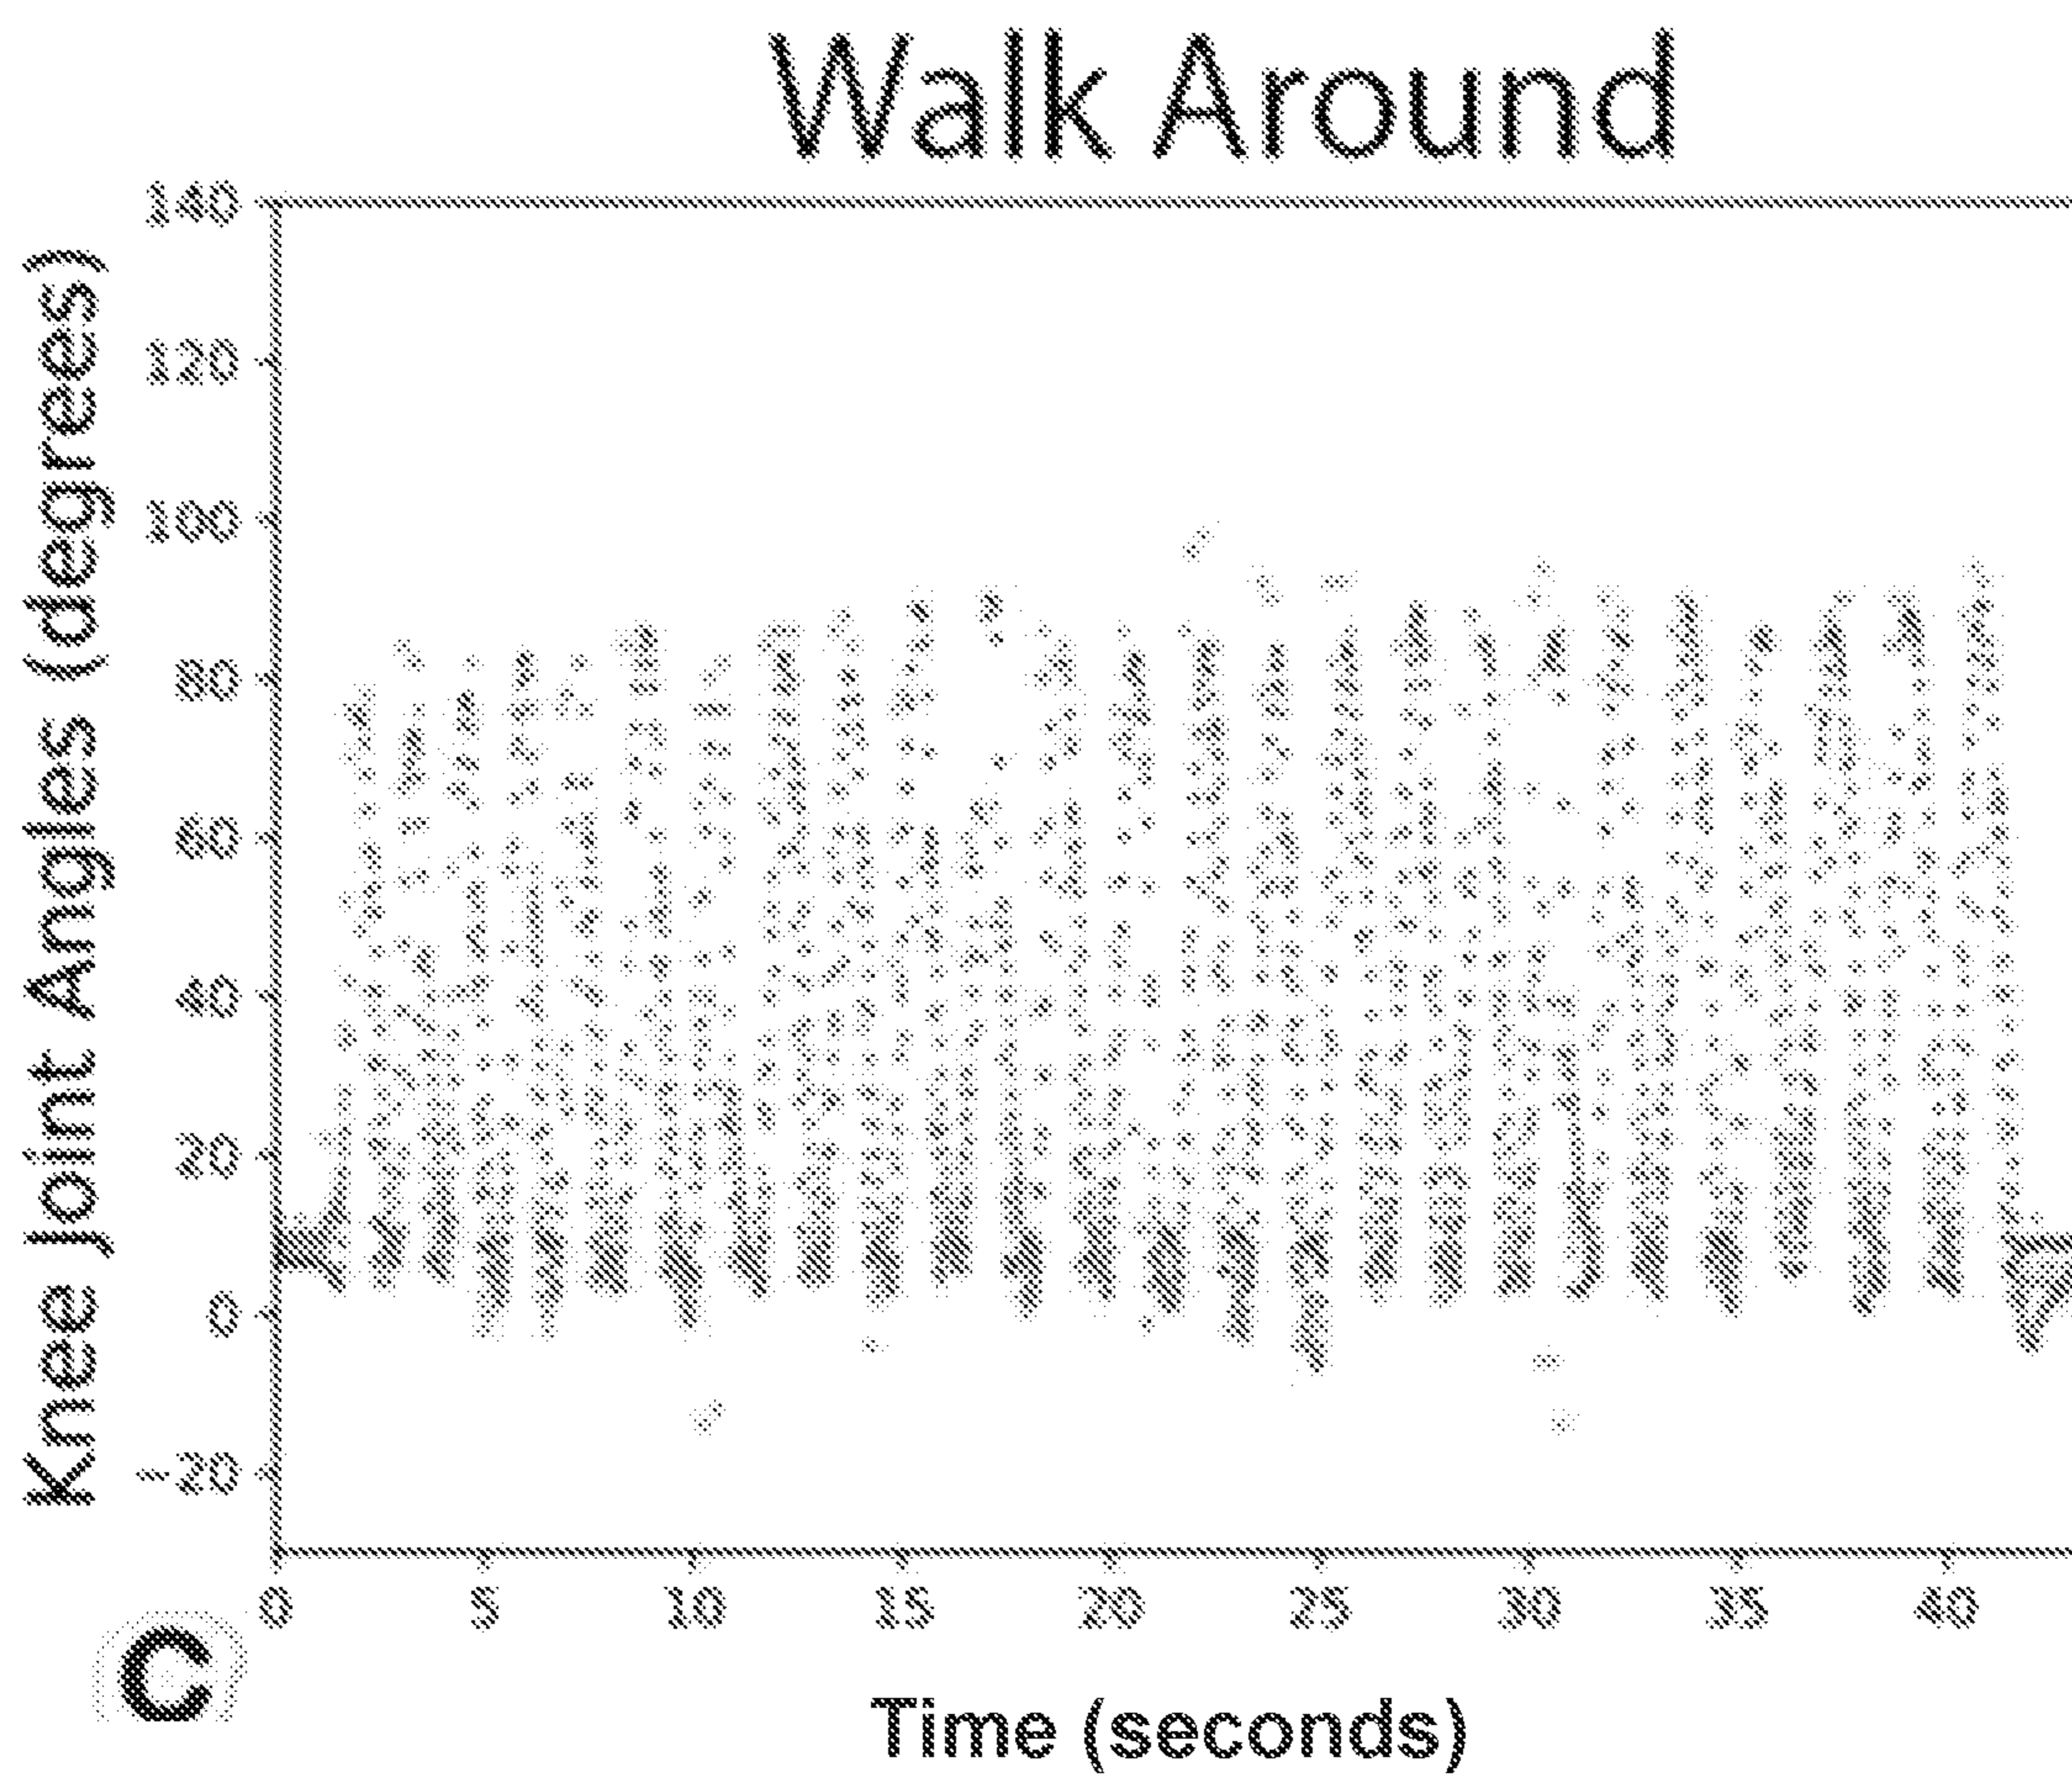 Walk Around
Knee Joint Angles (degrees)
140
120
100
80
60
40
20
0
−20
0 5 10 15 20 25 30 35 40
C
Time (seconds)